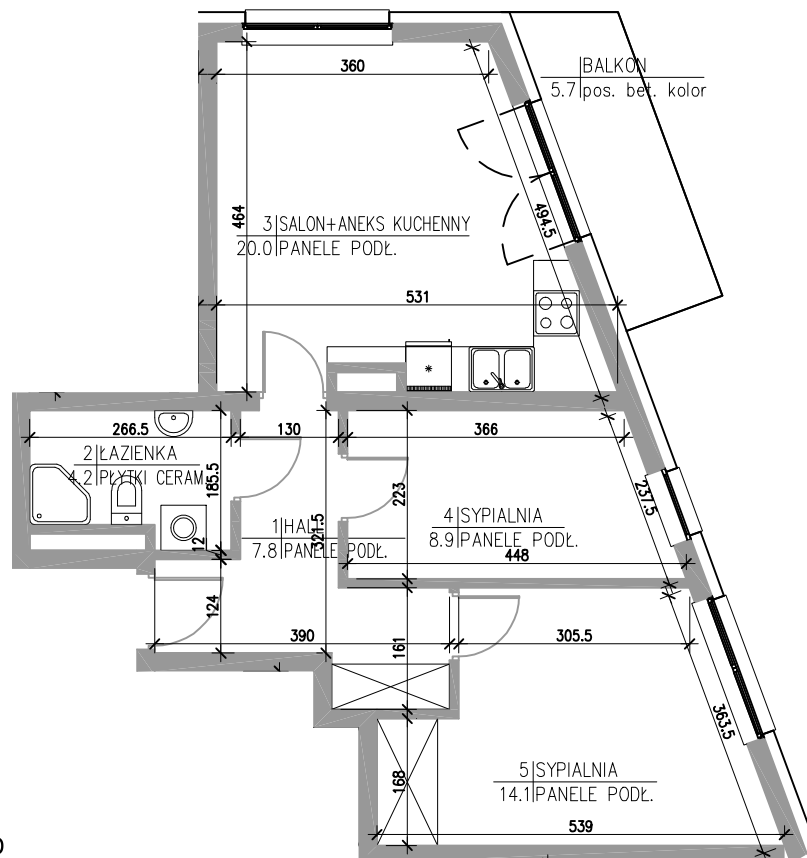 360
BALKON
5.7 pos. bet. kolor
464
494.5
3 SALON+ANEKS KUCHENNY
20.0 PANELE PODŁ.
531
266.5
130
366
2 ŁAZIENKA
4.2 PŁYTKI CERAM.
185.5
223
237.5
1 HALL
7.8 PANELE PODŁ.
321.5
4 SYPIALNIA
8.9 PANELE PODŁ.
12
448
124
390
161
305.5
363.5
5 SYPIALNIA
14.1 PANELE PODŁ.
168
539